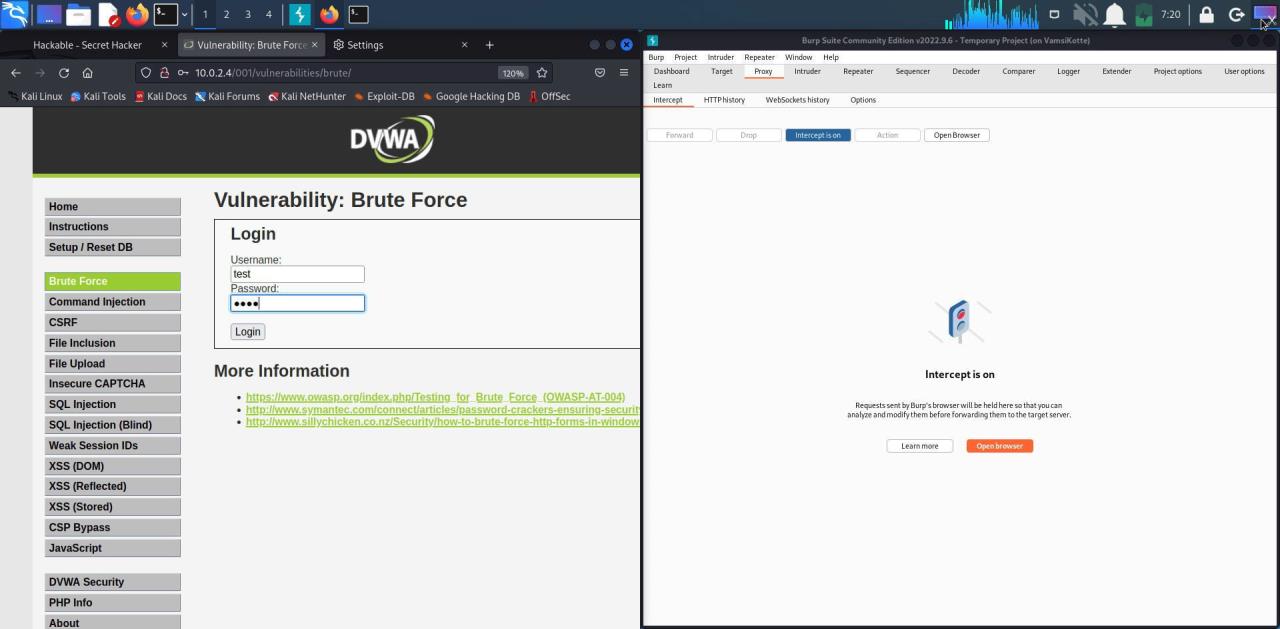 1 2 3 4
7:20
Hackable - Secret Hacker
Vulnerability: Brute Force
Settings
10.0.2.4/001/vulnerabilities/brute/
120%
Kali Linux Kali Tools Kali Docs Kali Forums Kali NetHunter Exploit-DB Google Hacking DB OffSec
DVWA
Home
Instructions
Setup / Reset DB
Brute Force
Command Injection
CSRF
File Inclusion
File Upload
Insecure CAPTCHA
SQL Injection
SQL Injection (Blind)
Weak Session IDs
XSS (DOM)
XSS (Reflected)
XSS (Stored)
CSP Bypass
JavaScript
DVWA Security
PHP Info
About
Vulnerability: Brute Force
Login
Username:
test
Password:
••••
Login
More Information
• https://www.owasp.org/index.php/Testing_for_Brute_Force_(OWASP-AT-004)
• http://www.symantec.com/connect/articles/password-crackers-ensuring-securit
• http://www.sillychicken.co.nz/Security/how-to-brute-force-http-forms-in-window
Burp Suite Community Edition v2022.9.6 - Temporary Project (on VamsiKotte)
Burp Project Intruder Repeater Window Help
Dashboard Target Proxy Intruder Repeater Sequencer Decoder Comparer Logger Extender Project options User options
Learn
Intercept HTTP history WebSockets history Options
Forward Drop Intercept is on Action Open Browser
Intercept is on
Requests sent by Burp's browser will be held here so that you can
analyze and modify them before forwarding them to the target server.
Learn more Open browser